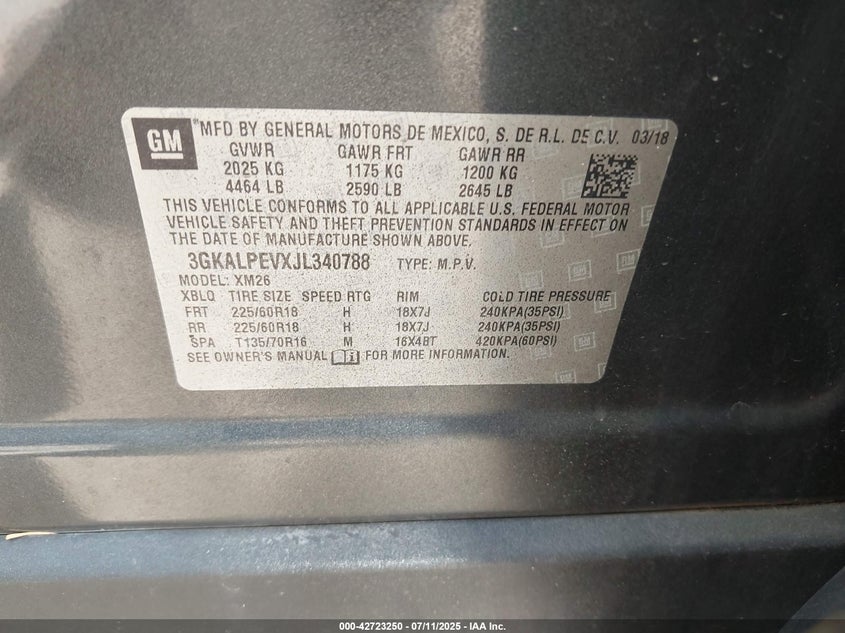 GM ®MFD BY GENERAL MOTORS DE MEXICO, S. DE R.L. DE C.V. 03/18
GVWR GAWR FRT GAWR RR
2025 KG 1175 KG 1200 KG
4464 LB 2590 LB 2645 LB
THIS VEHICLE CONFORMS TO ALL APPLICABLE U.S. FEDERAL MOTOR
VEHICLE SAFETY AND THEFT PREVENTION STANDARDS IN EFFECT ON
THE DATE OF MANUFACTURE SHOWN ABOVE.
3GKALPEVXJL340788 TYPE: M.P.V.
MODEL: XM26
XBLQ TIRE SIZE SPEED RTG RIM COLD TIRE PRESSURE
FRT 225/60R18 H 18X7J 240KPA(35PSI)
RR 225/60R18 H 18X7J 240KPA(35PSI)
SPA T135/70R16 M 16X4BT 420KPA(60PSI)
SEE OWNER'S MANUAL FOR MORE INFORMATION.
000-42723250 - 07/11/2025 - IAA Inc.